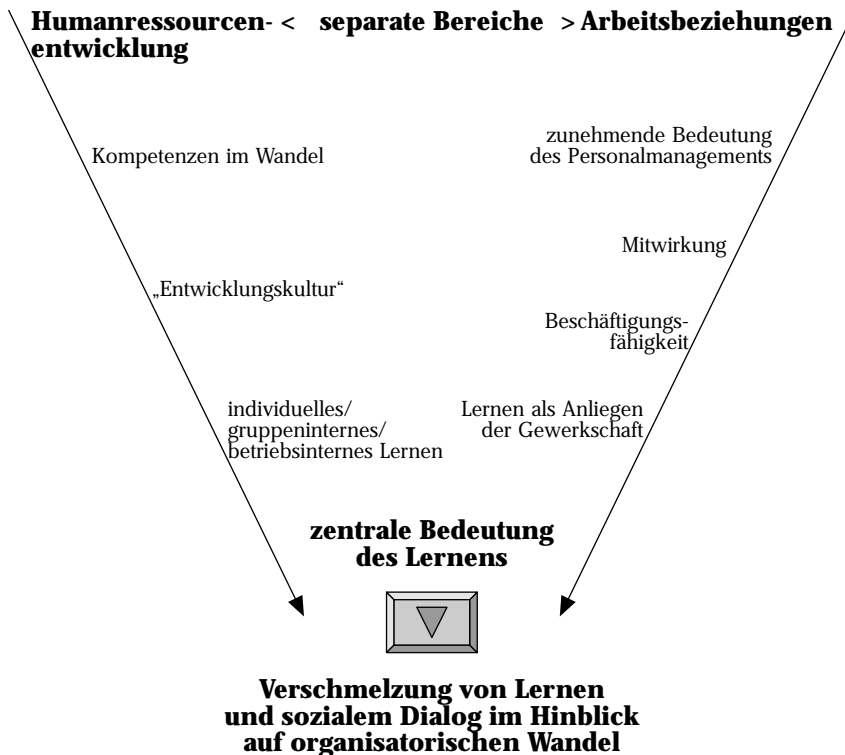 Humanressourcen- < separate Bereiche > Arbeitsbeziehungen
entwicklung
zunehmende Bedeutung
des Personalmanagements
Kompetenzen im Wandel
Mitwirkung
„Entwicklungskultur“
Beschäftigungs-
fähigkeit
individuelles/
gruppeninternes/
betriebsinternes Lernen
Lernen als Anliegen
der Gewerkschaft
zentrale Bedeutung
des Lernens
Verschmelzung von Lernen
und sozialem Dialog im Hinblick
auf organisatorischen Wandel